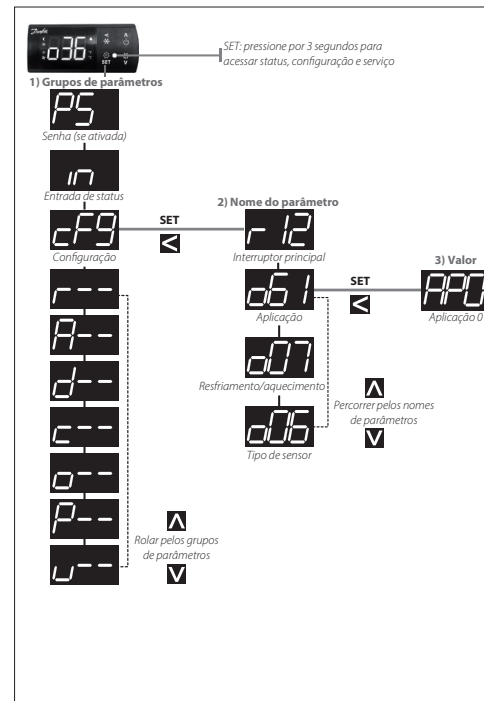 Danfoss
o36
SET
SET: pressione por 3 segundos para
acessar status, configuração e serviço
1) Grupos de parâmetros
PS
Senha (se ativada)
in
Entrada de status
cFg
Configuração
SET
2) Nome do parâmetro
r12
Interruptor principal
o61
Aplicação
SET
3) Valor
AP0
Aplicação 0
o07
Resfriamento/aquecimento
o06
Tipo de sensor
Percorrer pelos nomes
de parâmetros
r--
A--
d--
c--
o--
P--
u--
Rolar pelos grupos
de parâmetros